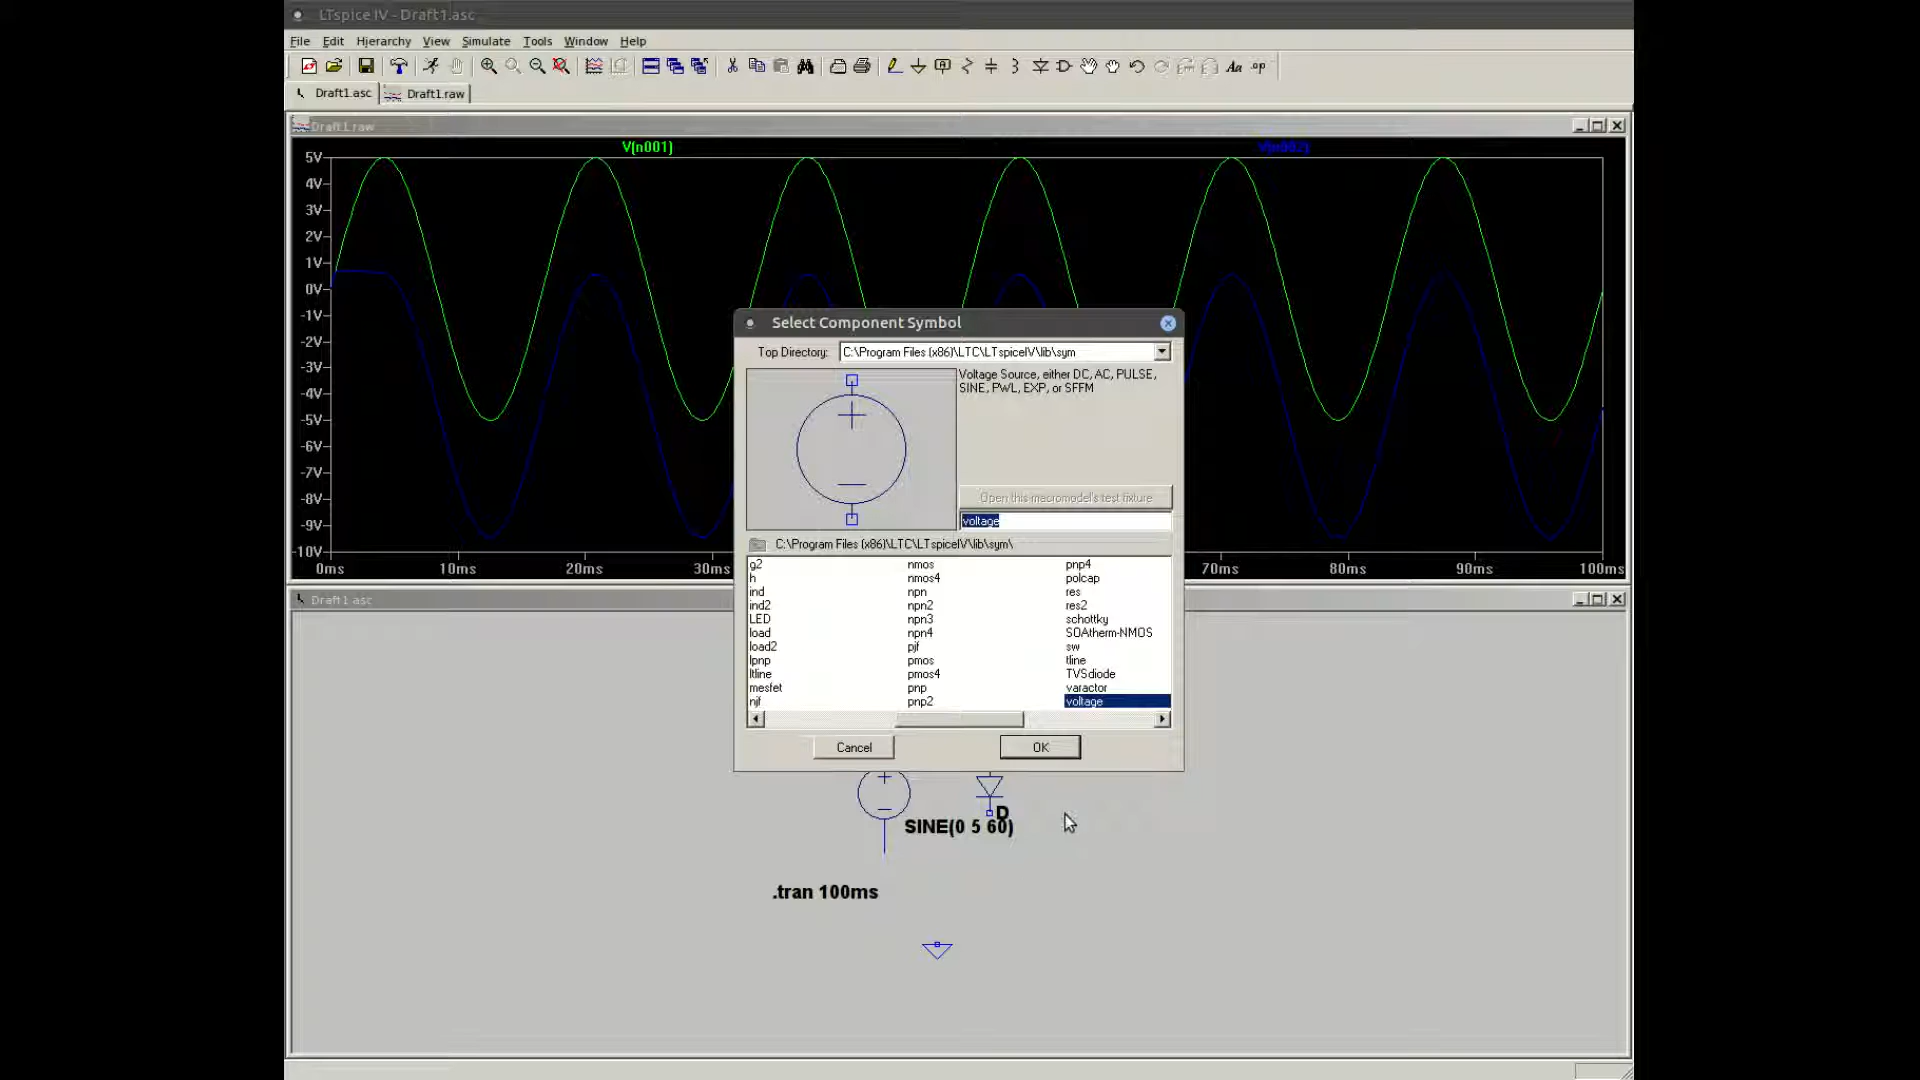 LTspice IV - Draft1.asc
File Edit Hierarchy View Simulate Tools Window Help
Draft1.asc Draft1.raw
Draft1.raw
V(n001) V(n002)
5V
4V
3V
2V
1V
0V
-1V
-2V
-3V
-4V
-5V
-6V
-7V
-8V
-9V
-10V
0ms 10ms 20ms 30ms 70ms 80ms 90ms 100ms
Select Component Symbol
Top Directory: C:\Program Files (x86)\LTC\LTspiceIV\lib\sym
Voltage Source, either DC, AC, PULSE,
SINE, PWL, EXP, or SFFM
Open this macromodel's test fixture
voltage
C:\Program Files (x86)\LTC\LTspiceIV\lib\sym\
g2 nmos pnp4
h nmos4 polcap
ind npn res
ind2 npn2 res2
LED npn3 schottky
load npn4 SOAtherm-NMOS
load2 pjf sw
lpnp pmos tline
ltline pmos4 TVSdiode
mesfet pnp varactor
njf pnp2 voltage
Cancel OK
Draft1.asc
D
SINE(0 5 60)
.tran 100ms
Aa .op